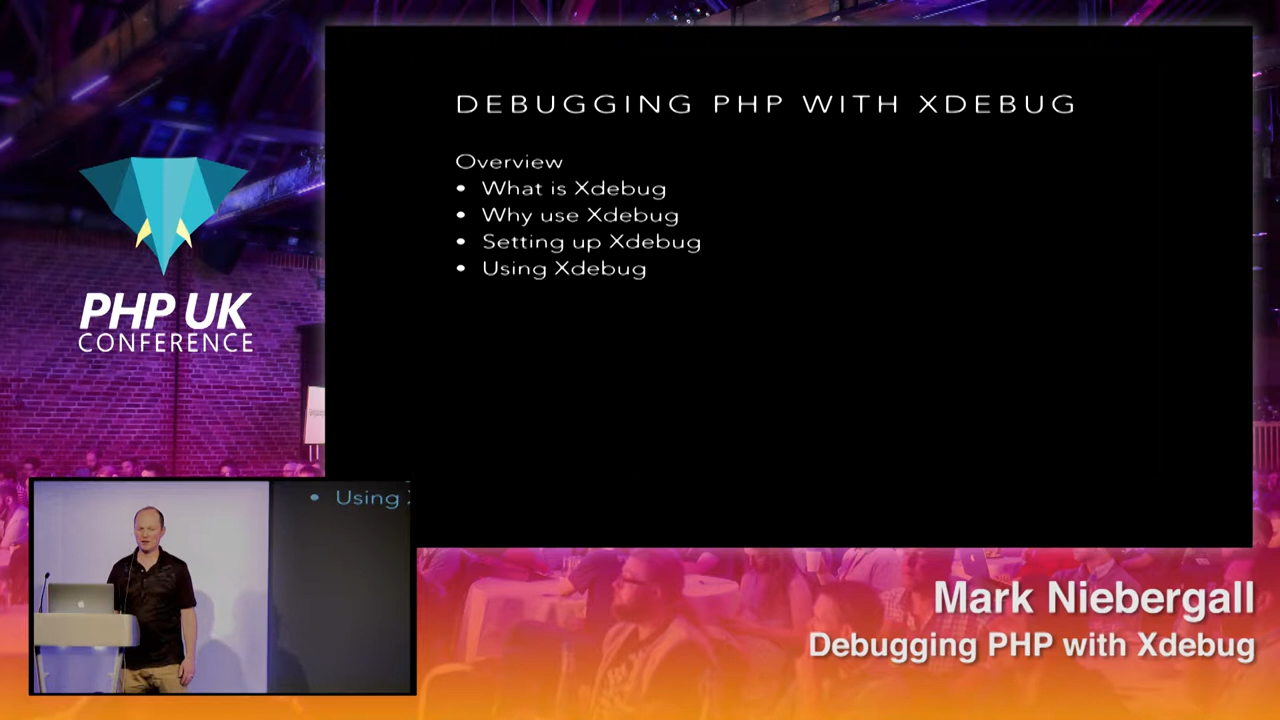 DEBUGGING PHP WITH XDEBUG
Overview
• What is Xdebug
• Why use Xdebug
• Setting up Xdebug
• Using Xdebug
PHP UK
CONFERENCE
• Using
Mark Niebergall
Debugging PHP with Xdebug